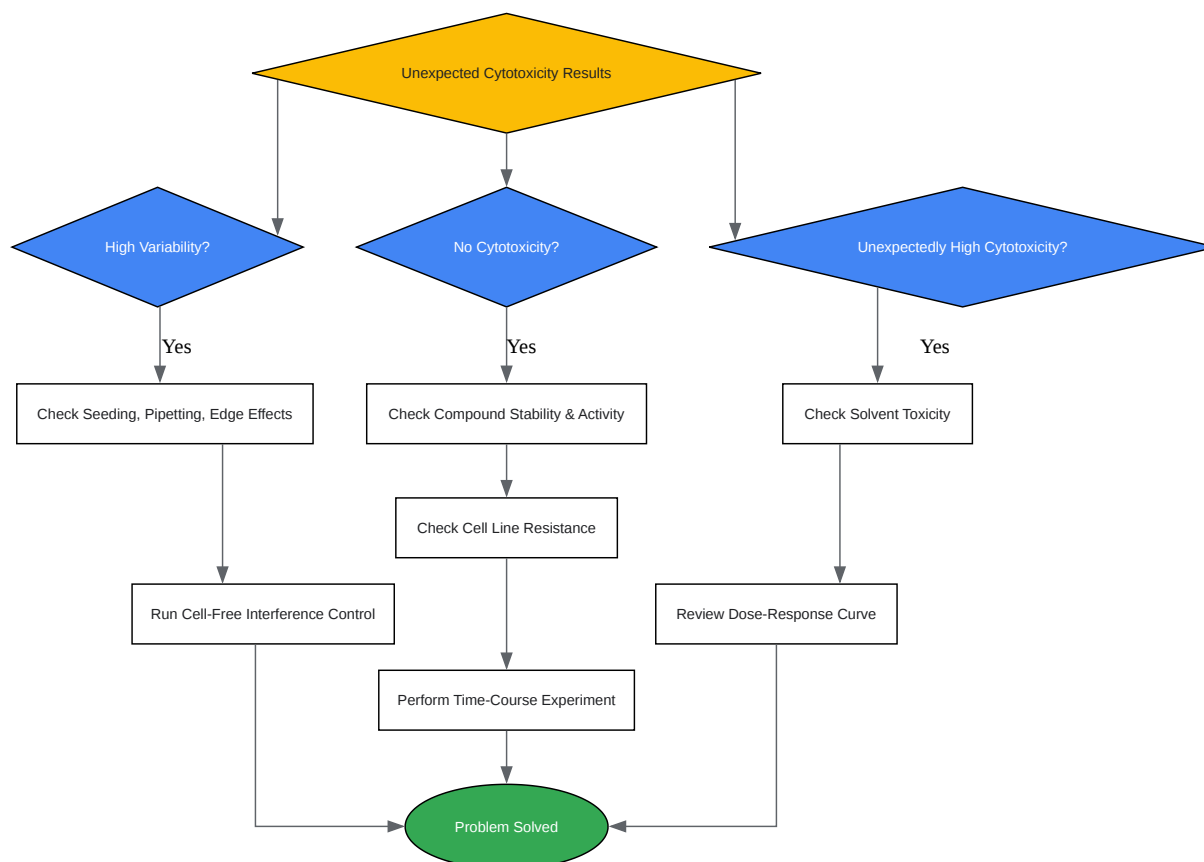 Unexpected Cytotoxicity Results
High Variability?
No Cytotoxicity?
Unexpectedly High Cytotoxicity?
Yes
Yes
Yes
Check Seeding, Pipetting, Edge Effects
Check Compound Stability & Activity
Check Solvent Toxicity
Check Cell Line Resistance
Run Cell-Free Interference Control
Review Dose-Response Curve
Perform Time-Course Experiment
Problem Solved